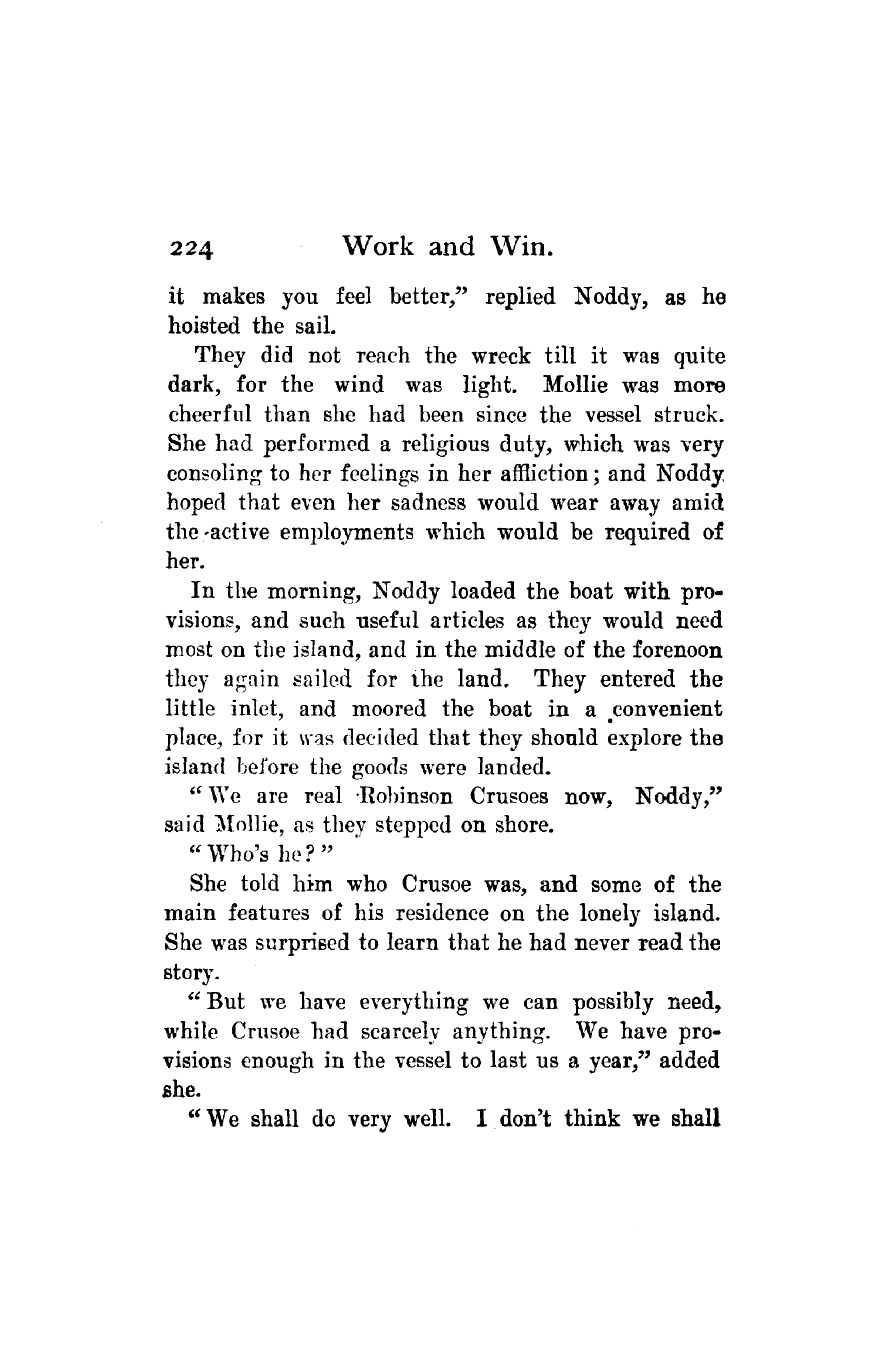 224 Work and Win.
it makes you feel better,” replied Noddy, as he
hoisted the sail.
They did not reach the wreck till it was quite
dark, for the wind was light. Mollie was more
cheerful than she had been since the vessel struck.
She had performed a religious duty, which was very
consoling to her feelings in her affliction; and Noddy
hoped that even her sadness would wear away amid
the active employments which would be required of
her.
In the morning, Noddy loaded the boat with pro-
visions, and such useful articles as they would need
most on the island, and in the middle of the forenoon
they again sailed for the land. They entered the
little inlet, and moored the boat in a convenient
place, for it was decided that they should explore the
island before the goods were landed.
“We are real Robinson Crusoes now, Noddy,”
said Mollie, as they stepped on shore.
“Who’s he?”
She told him who Crusoe was, and some of the
main features of his residence on the lonely island.
She was surprised to learn that he had never read the
story.
“But we have everything we can possibly need,
while Crusoe had scarcely anything. We have pro-
visions enough in the vessel to last us a year,” added
she.
“We shall do very well. I don’t think we shall